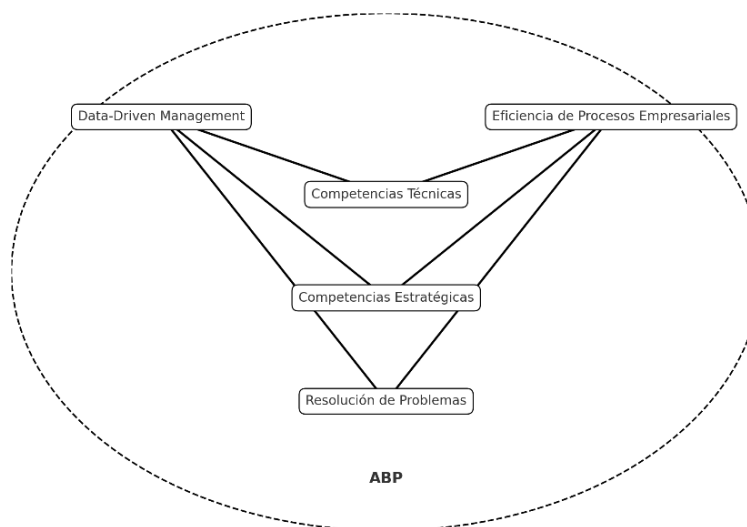 Data-Driven Management
Eficiencia de Procesos Empresariales
Competencias Técnicas
Competencias Estratégicas
Resolución de Problemas
ABP